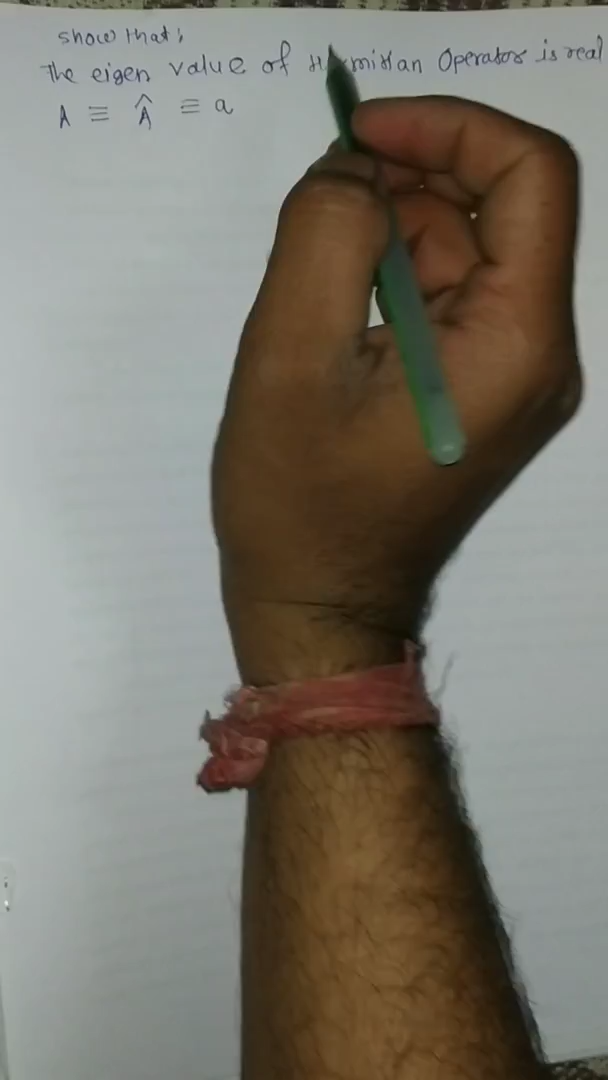 show that;
The eigen value of Hermitian Operator is real
A ≡ Â ≡ a